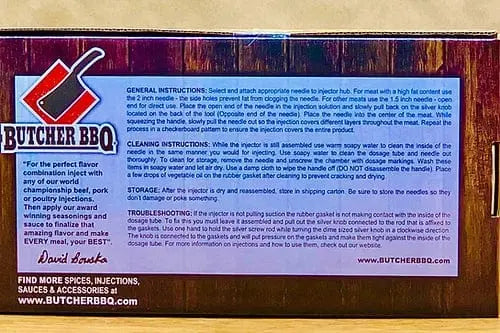 BUTCHER BBQ
"For the perfect flavor
combination inject with
any of our world
championship beef, pork
or poultry injections.
Then apply our award
winning seasonings and
sauce to finalize that
amazing flavor and make
EVERY meal, your BEST".
David Bouska
FIND MORE SPICES, INJECTIONS,
SAUCES & ACCESSORIES at
www.BUTCHERBBQ.com
GENERAL INSTRUCTIONS: Select end attach appropriate needle to injector hub. For meat with a high fat content use
the 2 inch needle - the side holes prevent fat from clogging the needle. For other meats use the 1.5 inch needle - open
end for direct use. Place the open end of the needle in the injection solution and slowly pull back on the silver knob
located on the back of the tool (Opposite end of the needle). Place the needle into the center of the meat. While
squeezing the handle, slowly pull the needle out so the injection covers different layers throughout the meat. Repeat the
process in a checkerboard pattern to ensure the injection covers the entire product.
CLEANING INSTRUCTIONS: While the injector is still assembled use warm soapy water to clean on the inside of the
needle in the same manner you would for injecting. Use soapy water to clean the dosage tube and needle out
thoroughly. To clean for storage, remove the needle and unscrew the chamber with dosage markings. Wash these
items in soapy water and let air dry. Use a damp cloth to wipe the handle off (DO NOT disassemble the handle). Place
a few drops of vegetable oil on the rubber gasket after cleaning to prevent cracking and drying.
STORAGE: After the injector is dry and reassembled, store in shipping carton. Be sure to store the needles so they
don't damage or poke something.
TROUBLESHOOTING: If the injector is not pulling suction the rubber gasket is not making contact with the inside of the
dosage tube. To fix this you must leave it assembled and pull out the silver knob connected to the rod that is affixed to
the gaskets. Use one hand to hold the silver screw rod while turning the dime sized silver knob in a clockwise direction.
The knob is connected to the gaskets and will put pressure on the gaskets and make them tight against the inside of the
dosage tube. For more information on injections and how to use them, check out our website.
www.BUTCHERBBQ.com